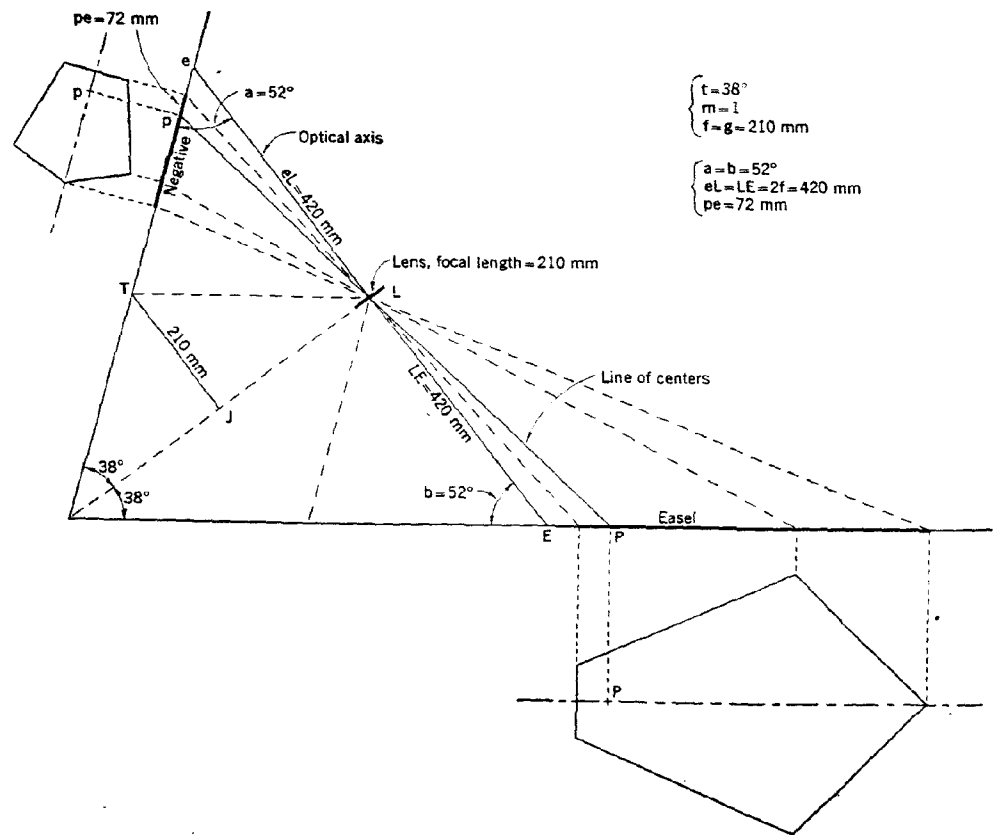 pe=72 mm
e
a=52°
p
p
Negative
Optical axis
eL=420 mm
t=38°
m=1
f=g=210 mm
a=b=52°
eL=LE=2f=420 mm
pe=72 mm
Lens, focal length=210 mm
T
L
210 mm
LE=420 mm
Line of centers
J
38°
38°
b=52°
Easel
E
P
P